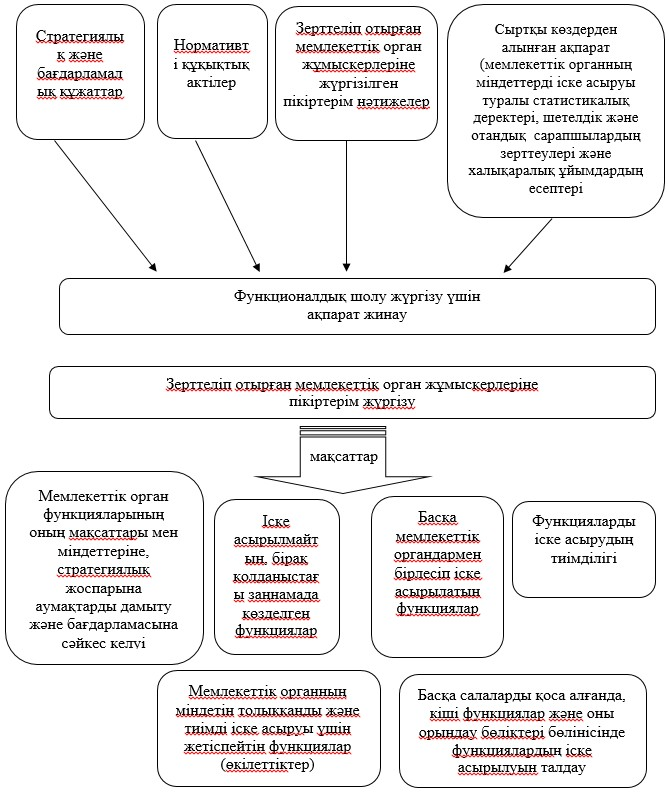 Стратегиялы
қ және
бағдарламал
ық құжаттар
Нормативт
і құқықтық
актілер
Зерттеліп отырған
мемлекеттік орган
жұмыскерлеріне
жүргізілген
пікіртерім нәтижелер
Сыртқы көздерден
алынған ақпарат
(мемлекеттік органның
міндеттерді іске асыруы
туралы статистикалық
деректері, шетелдік және
отандық сарапшылардың
зерттеулері және
халықаралық ұйымдардың
есептері
Функционалдық шолу жүргізу үшін
ақпарат жинау
Зерттеліп отырған мемлекеттік орган жұмыскерлеріне
пікіртерім жүргізу
мақсаттар
Мемлекеттік орган
функцияларының
оның мақсаттары мен
міндеттеріне,
стратегиялық
жоспарына
аумақтарды дамыту
және бағдарламасына
сәйкес келуі
Іске
асырылмайт
ын, бірақ
қолданыстағ
ы заннамада
көзделген
функциялар
Басқа
мемлекеттік
органдармен
бірлесіп іске
асырылатын
функциялар
Функцияларды
іске асырудың
тиімділігі
Мемлекеттік органның
міндетін толыққанды және
тиімді іске асыруы үшін
жетіспейтін функциялар
(өкілеттіктер)
Басқа салаларды қоса алғанда,
кіші функциялар және оны
орындау бөліктері бөлінісінде
функциялардың іске
асырылуын талдау